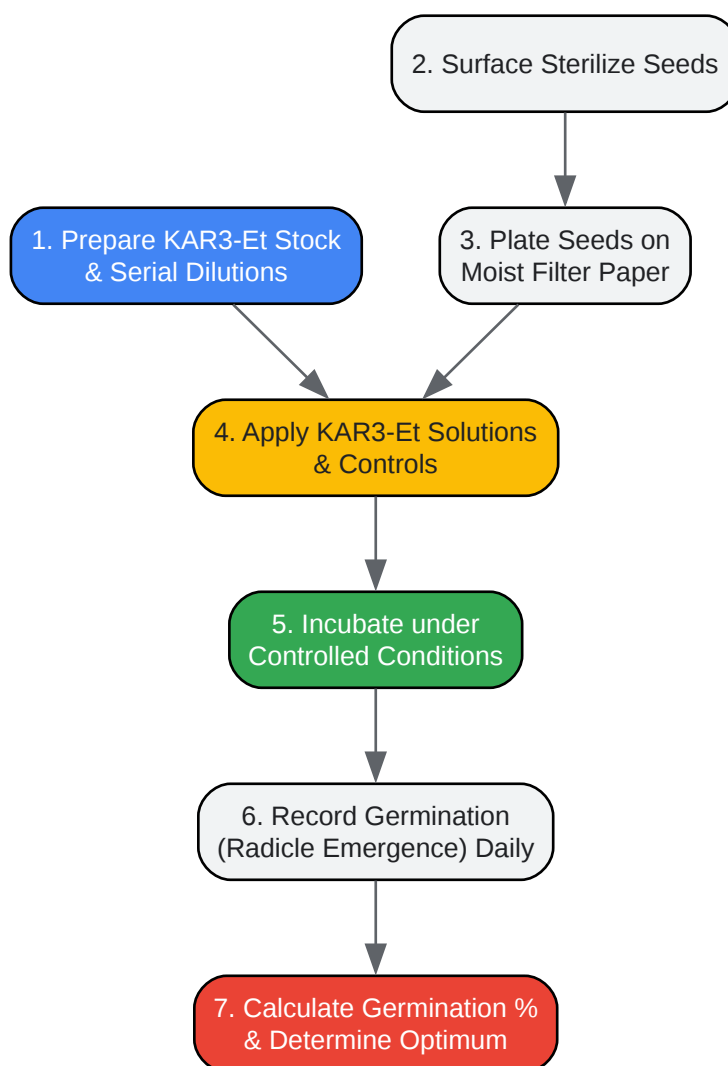 2. Surface Sterilize Seeds
1. Prepare KAR3-Et Stock
& Serial Dilutions
3. Plate Seeds on
Moist Filter Paper
4. Apply KAR3-Et Solutions
& Controls
5. Incubate under
Controlled Conditions
6. Record Germination
(Radicle Emergence) Daily
7. Calculate Germination %
& Determine Optimum